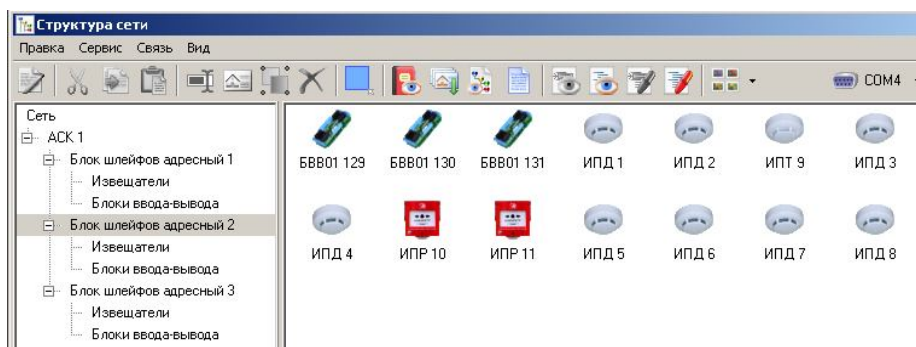 Структура сети
Правка Сервис Связь Вид
COM4
Сеть
АСК 1
Блок шлейфов адресный 1
Извещатели
Блоки ввода-вывода
Блок шлейфов адресный 2
Извещатели
Блоки ввода-вывода
Блок шлейфов адресный 3
Извещатели
Блоки ввода-вывода
БВВ01 129 БВВ01 130 БВВ01 131 ИПД 1 ИПД 2 ИПТ 9 ИПД 3
ИПД 4 ИПР 10 ИПР 11 ИПД 5 ИПД 6 ИПД 7 ИПД 8